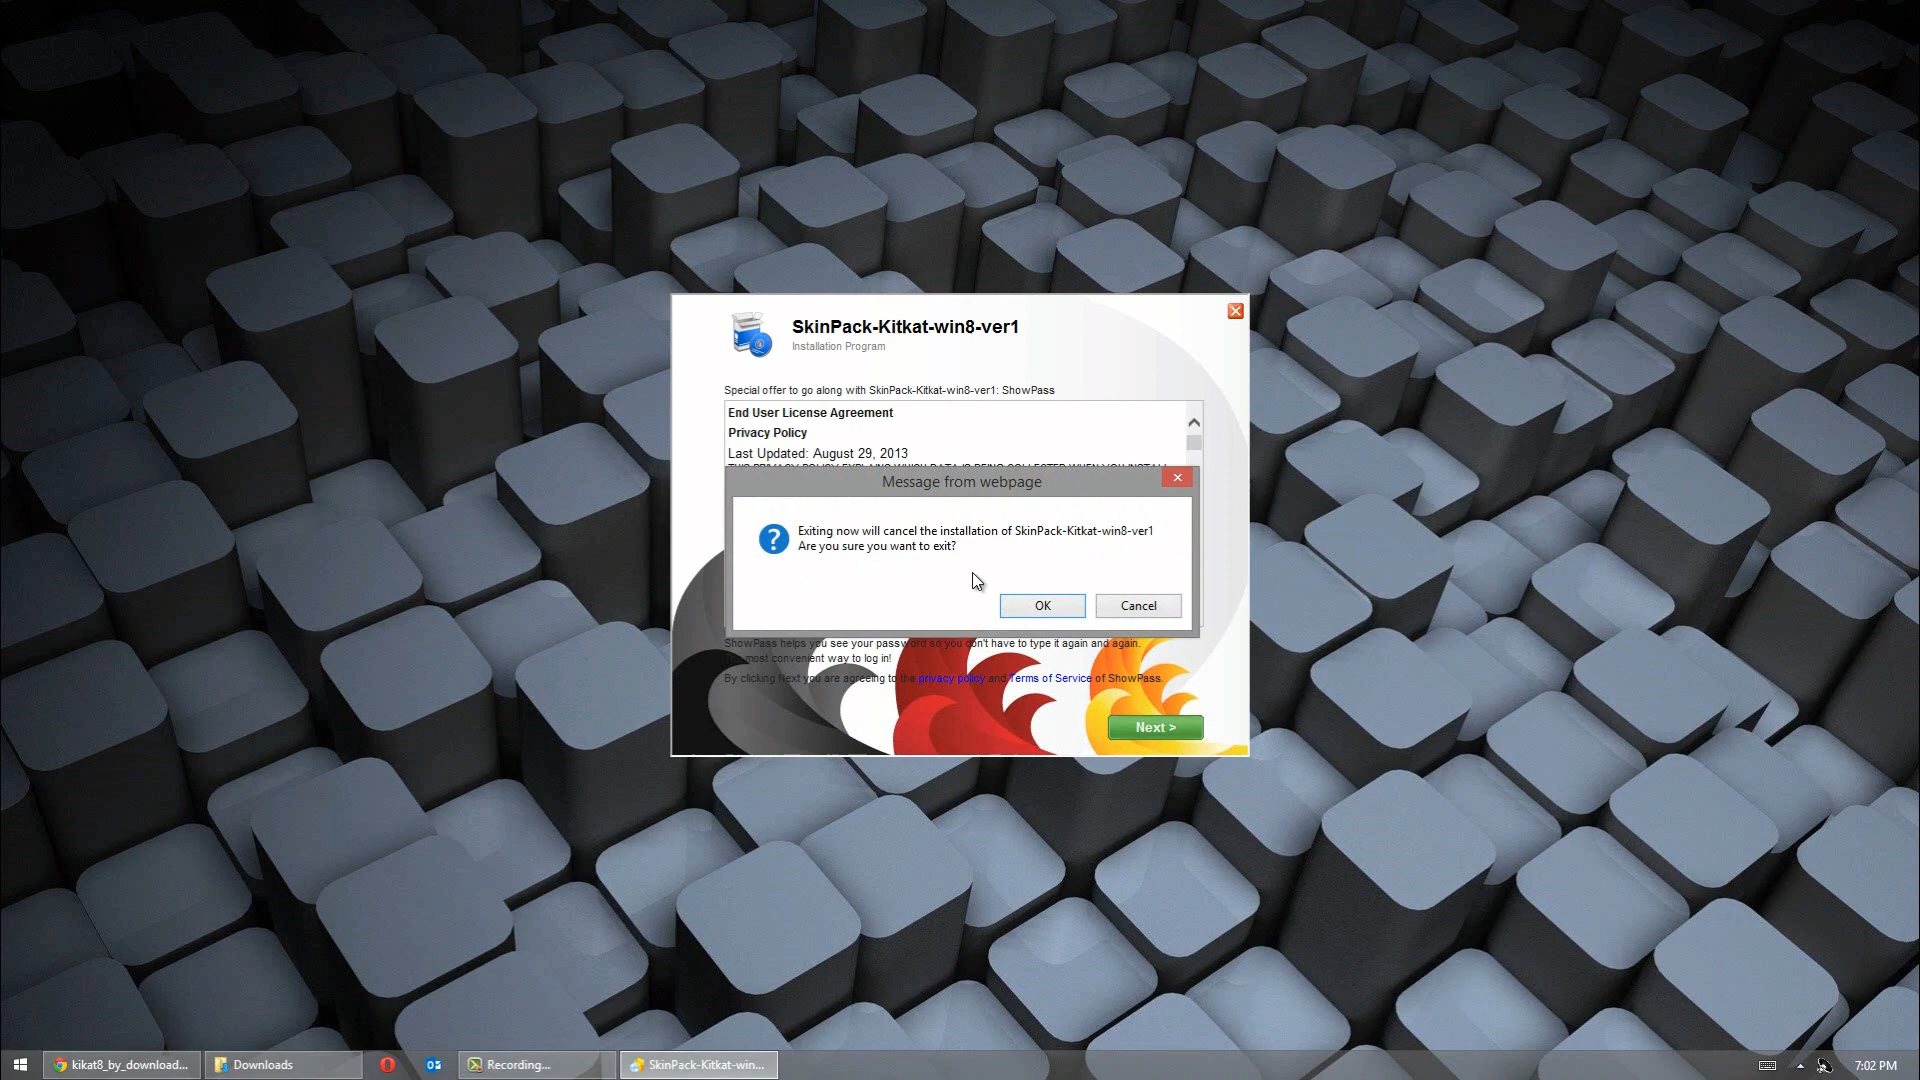 SkinPack-Kitkat-win8-ver1
Installation Program
Special offer to go along with SkinPack-Kitkat-win8-ver1: ShowPass
End User License Agreement
Privacy Policy
Last Updated: August 29, 2013
Message from webpage
Exiting now will cancel the installation of SkinPack-Kitkat-win8-ver1
Are you sure you want to exit?
OK
Cancel
ShowPass helps you see your password so you don't have to type it again and again.
most convenient way to log in!
By clicking Next you are agreeing to the privacy policy and Terms of Service of ShowPass.
Next >
kikat8_by_download...
Downloads
Recording...
SkinPack-Kitkat-win...
7:02 PM